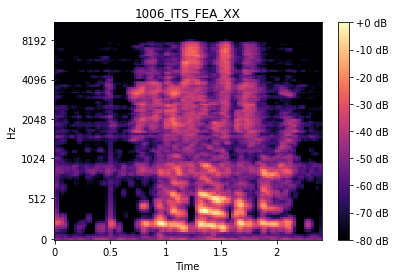 1006_ITS_FEA_XX
+0 dB
8192
-10 dB
4096
-20 dB
-30 dB
2048
Hz
-40 dB
1024
-50 dB
512
-60 dB
-70 dB
0
-80 dB
0
0.5
1
1.5
2
Time